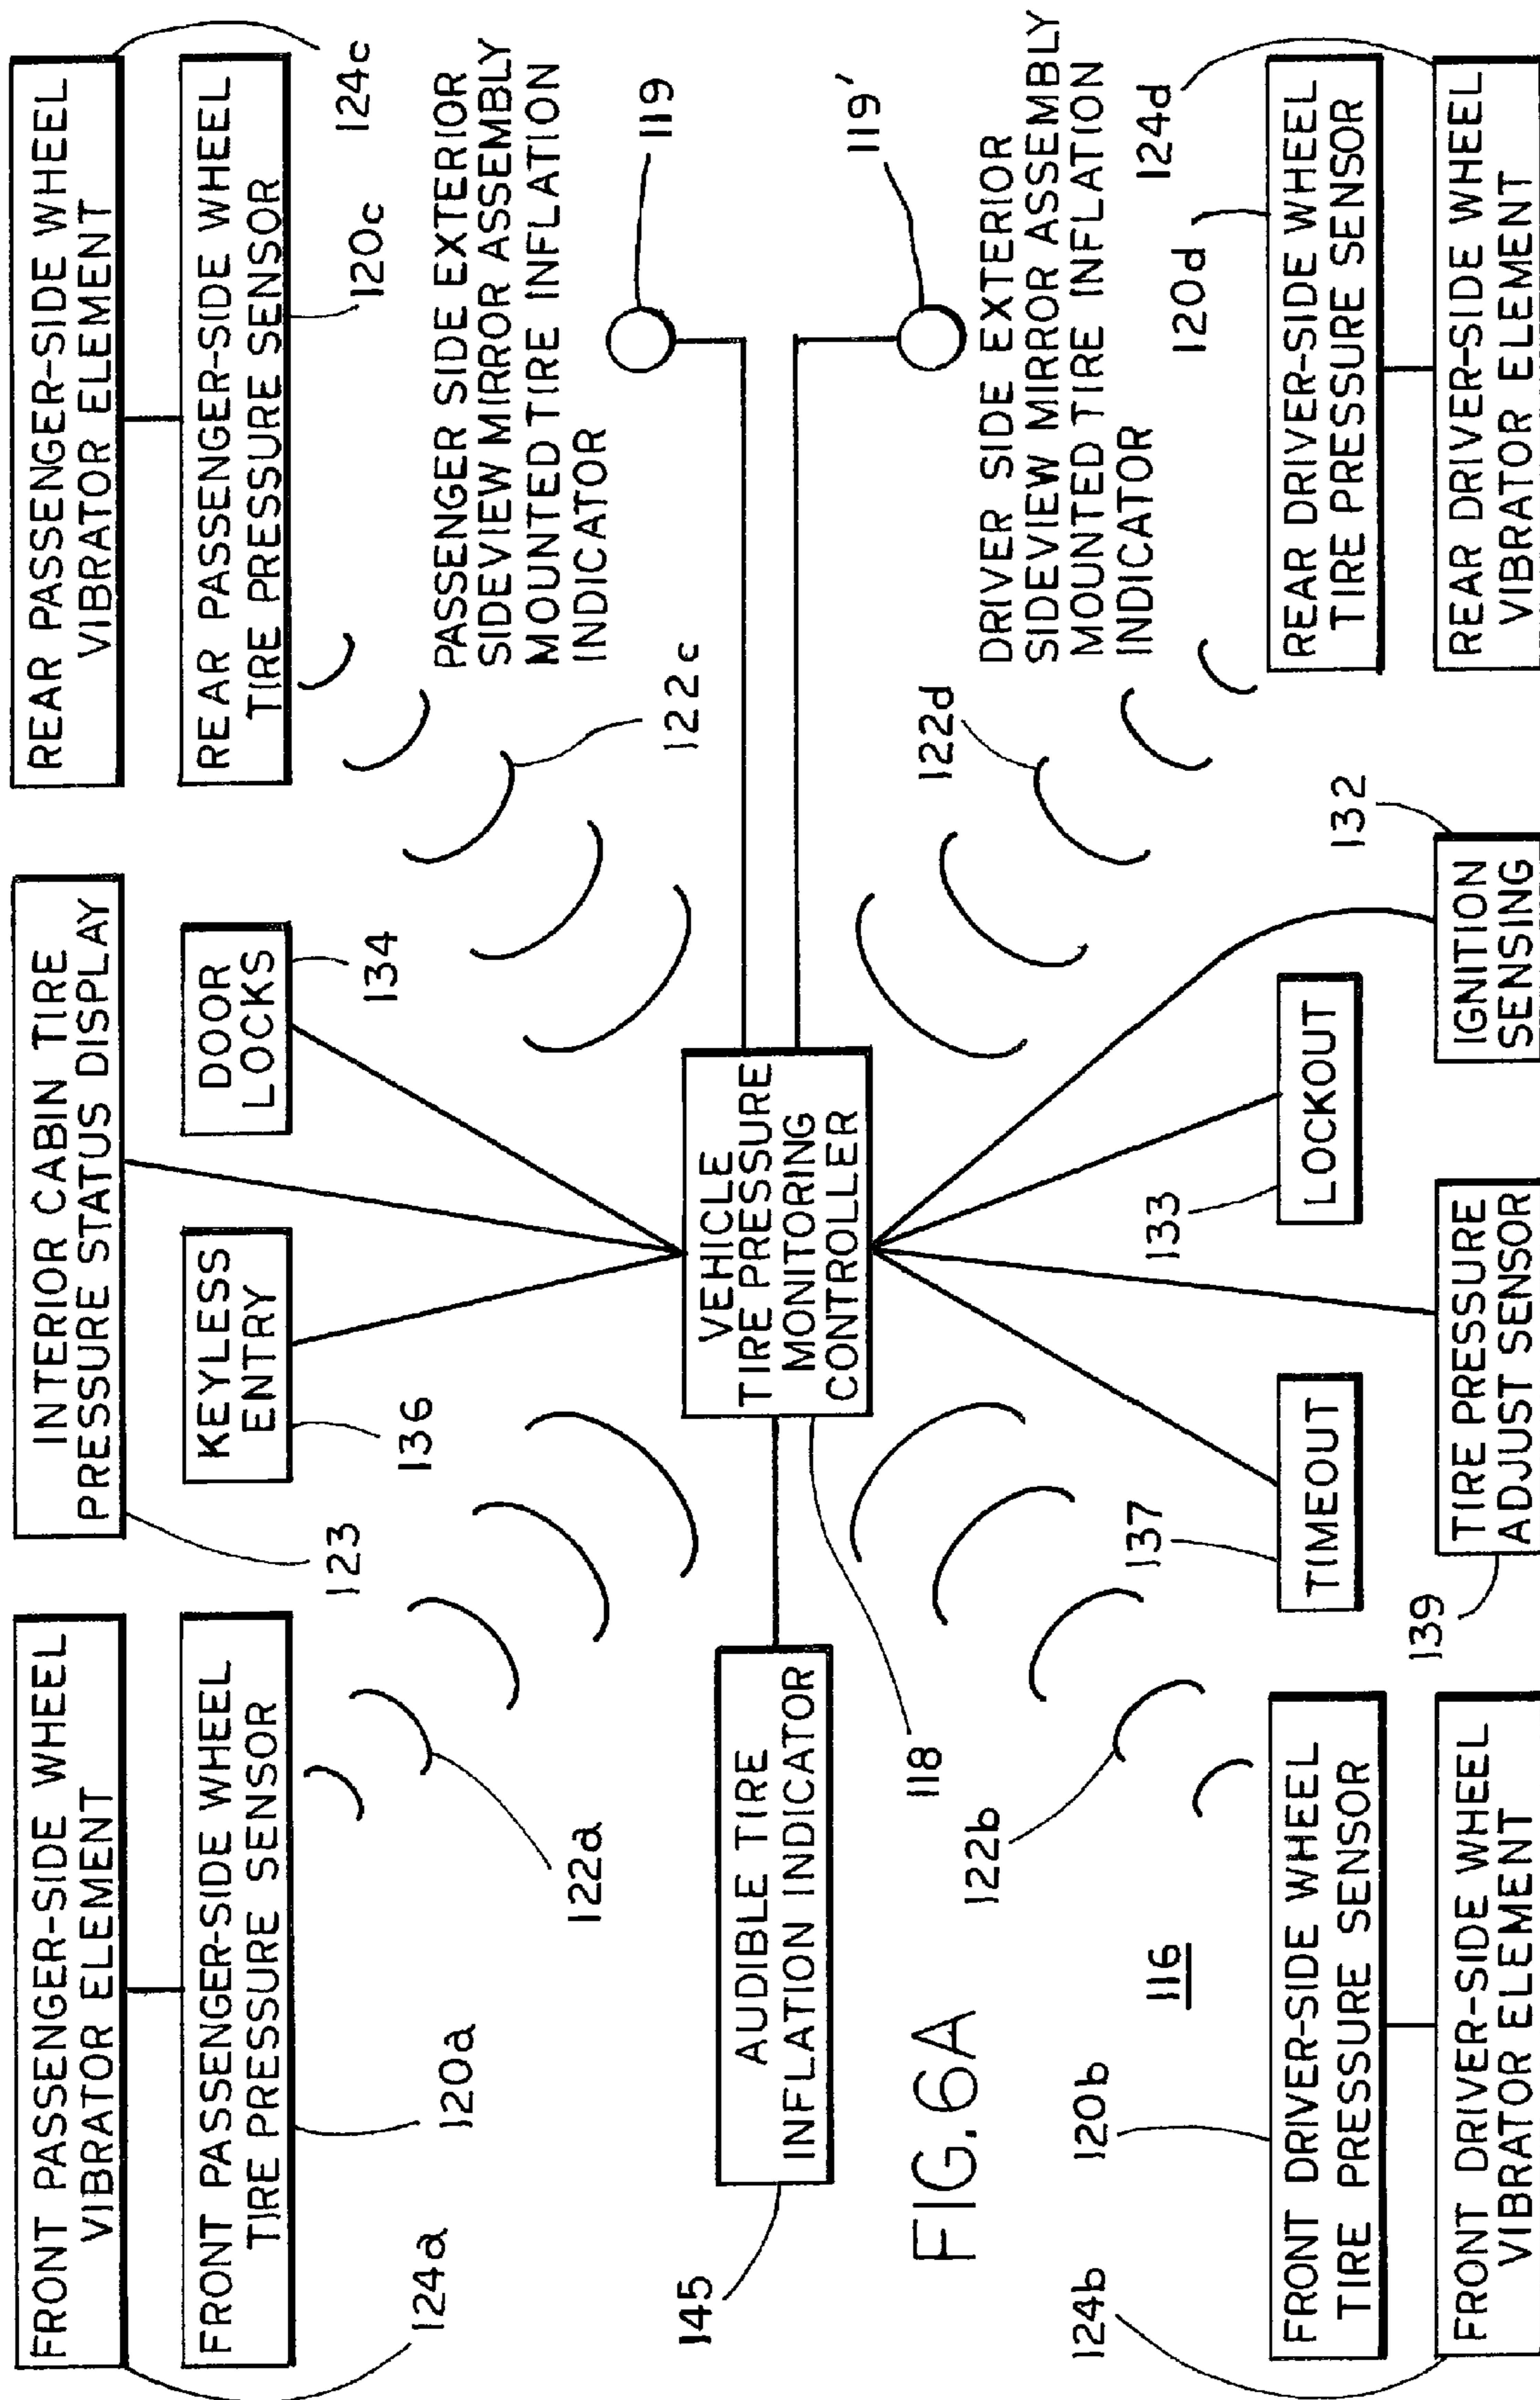 FRONT PASSENGER-SIDE WHEEL
VIBRATOR ELEMENT
124a
FRONT PASSENGER-SIDE WHEEL
TIRE PRESSURE SENSOR
120a
122a
INTERIOR CABIN TIRE
PRESSURE STATUS DISPLAY
123
KEYLESS
ENTRY
136
DOOR
LOCKS
134
REAR PASSENGER-SIDE WHEEL
VIBRATOR ELEMENT
124c
REAR PASSENGER-SIDE WHEEL
TIRE PRESSURE SENSOR
120c
PASSENGER SIDE EXTERIOR
SIDEVIEW MIRROR ASSEMBLY
MOUNTED TIRE INFLATION
INDICATOR
119
122c
145
AUDIBLE TIRE
INFLATION INDICATOR
VEHICLE
TIRE PRESSURE
MONITORING
CONTROLLER
118
119'
122d
DRIVER SIDE EXTERIOR
SIDEVIEW MIRROR ASSEMBLY
MOUNTED TIRE INFLATION
INDICATOR
FIG.6A
122b
116
124b
120b
FRONT DRIVER-SIDE WHEEL
TIRE PRESSURE SENSOR
FRONT DRIVER-SIDE WHEEL
VIBRATOR ELEMENT
137
TIMEOUT
139
TIRE PRESSURE
ADJUST SENSOR
133
LOCKOUT
132
IGNITION
SENSING
120d
124d
REAR DRIVER-SIDE WHEEL
TIRE PRESSURE SENSOR
REAR DRIVER-SIDE WHEEL
VIBRATOR ELEMENT